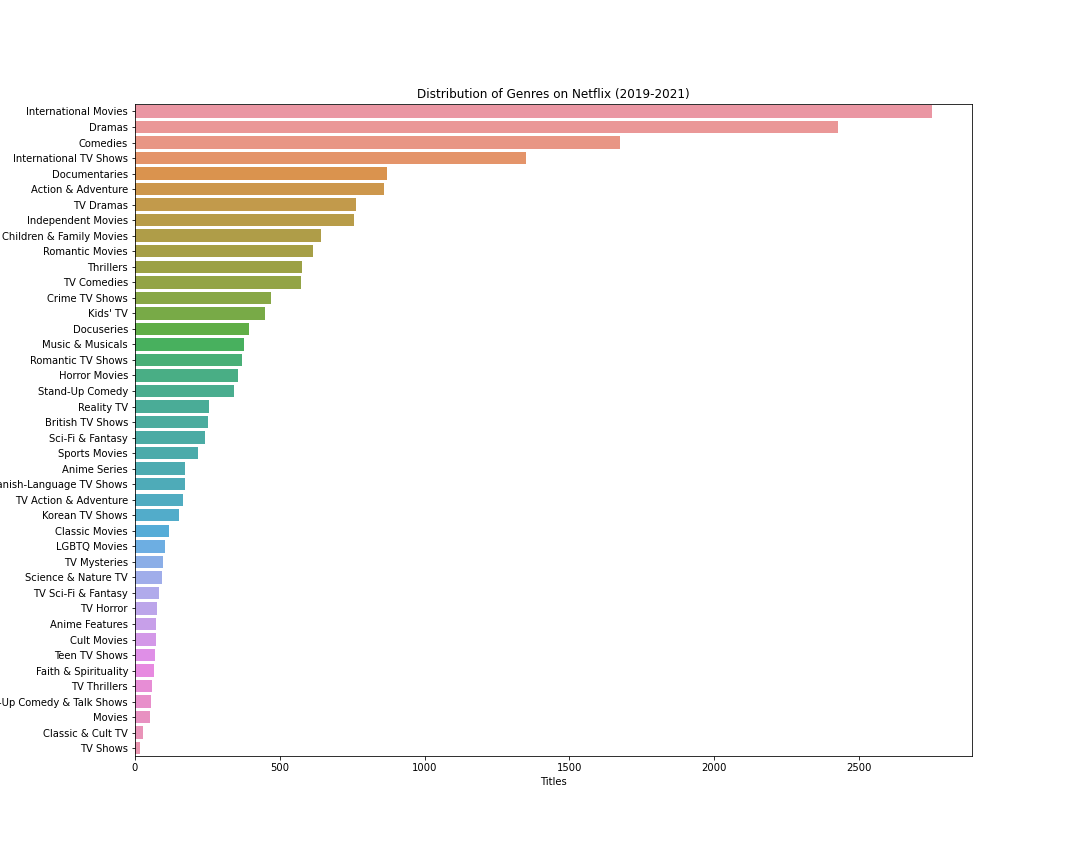 Distribution of Genres on Netflix (2019-2021)
International Movies
Dramas
Comedies
International TV Shows
Documentaries
Action & Adventure
TV Dramas
Independent Movies
Children & Family Movies
Romantic Movies
Thrillers
TV Comedies
Crime TV Shows
Kids' TV
Docuseries
Music & Musicals
Romantic TV Shows
Horror Movies
Stand-Up Comedy
Reality TV
British TV Shows
Sci-Fi & Fantasy
Sports Movies
Anime Series
anish-Language TV Shows
TV Action & Adventure
Korean TV Shows
Classic Movies
LGBTQ Movies
TV Mysteries
Science & Nature TV
TV Sci-Fi & Fantasy
TV Horror
Anime Features
Cult Movies
Teen TV Shows
Faith & Spirituality
TV Thrillers
-Up Comedy & Talk Shows
Movies
Classic & Cult TV
TV Shows
0 500 1000 1500 2000 2500
Titles